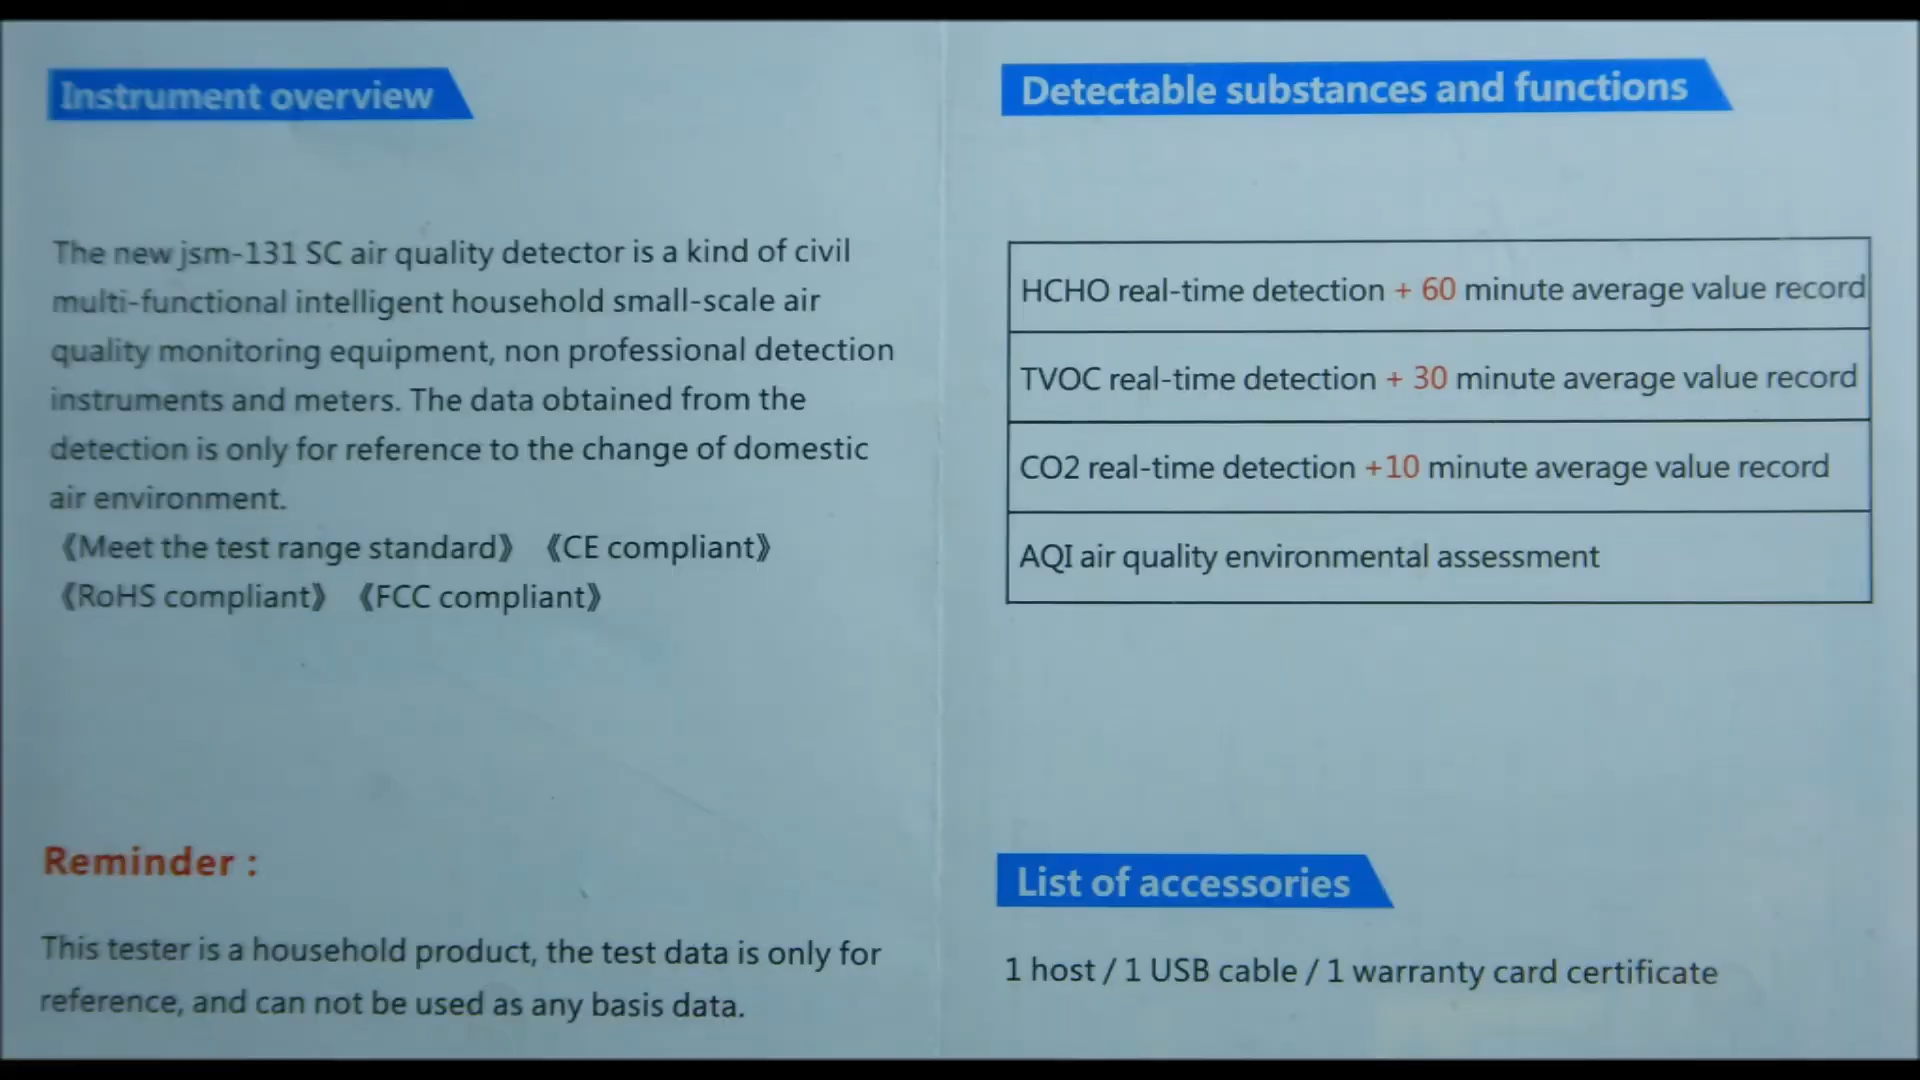 Instrument overview
The new jsm-131 SC air quality detector is a kind of civil
multi-functional intelligent household small-scale air
quality monitoring equipment, non professional detection
instruments and meters. The data obtained from the
detection is only for reference to the change of domestic
air environment.
《Meet the test range standard》 《CE compliant》
《RoHS compliant》 《FCC compliant》
Reminder :
This tester is a household product, the test data is only for
reference, and can not be used as any basis data.
Detectable substances and functions
HCHO real-time detection + 60 minute average value record
TVOC real-time detection + 30 minute average value record
CO2 real-time detection +10 minute average value record
AQI air quality environmental assessment
List of accessories
1 host / 1 USB cable / 1 warranty card certificate